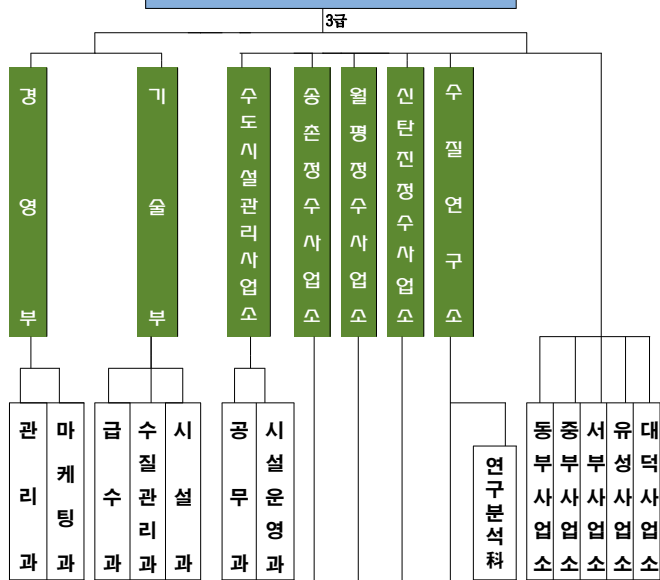 3급
경영부
기술부
수도시설관리사업소
송촌정수사업소
월평정수사업소
신탄진정수사업소
수질연구소
관리과
마케팅과
급수과
수질관리과
시설과
공무과
시설운영과
연구분석科
동부사업소
중부사업소
서부사업소
유성사업소
대덕사업소